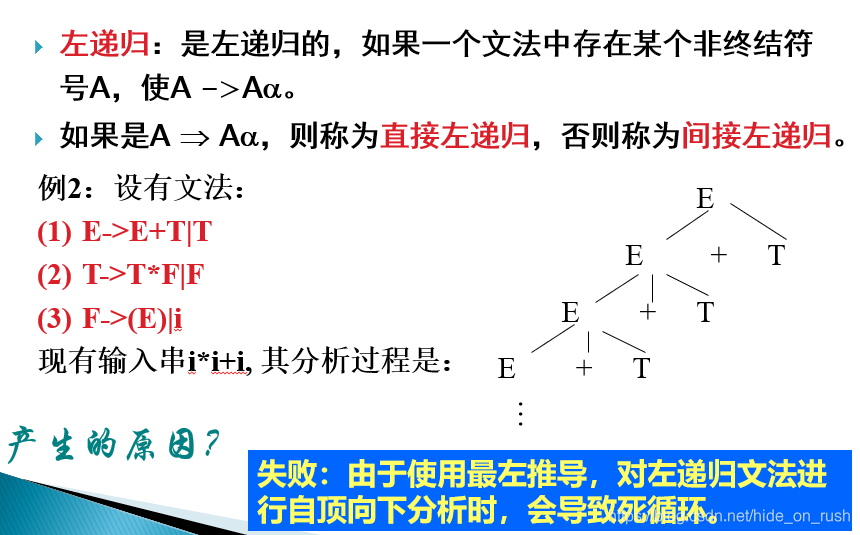 左递归：是左递归的，如果一个文法中存在某个非终结符
号A，使A ->Aα。
如果是A ⇒ Aα，则称为直接左递归，否则称为间接左递归。
例2：设有文法：
(1) E->E+T|T
(2) T->T*F|F
(3) F->(E)|i
现有输入串i*i+i, 其分析过程是：
E
E + T
E + T
E + T
⋮
产生的原因？
失败：由于使用最左推导，对左递归文法进
行自顶向下分析时，会导致死循环。
https://blog.csdn.net/hide_on_rush